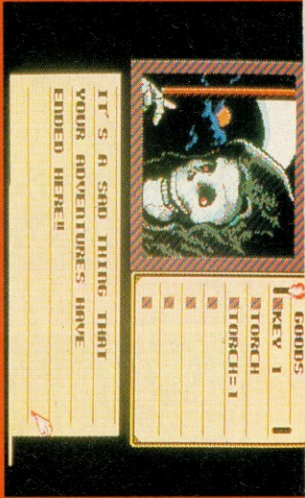 GOODS
KEY 1
TORCH
TORCH=1
IT'S A SAD THING THAT
YOUR ADVENTURES HAVE
ENDED HERE!!